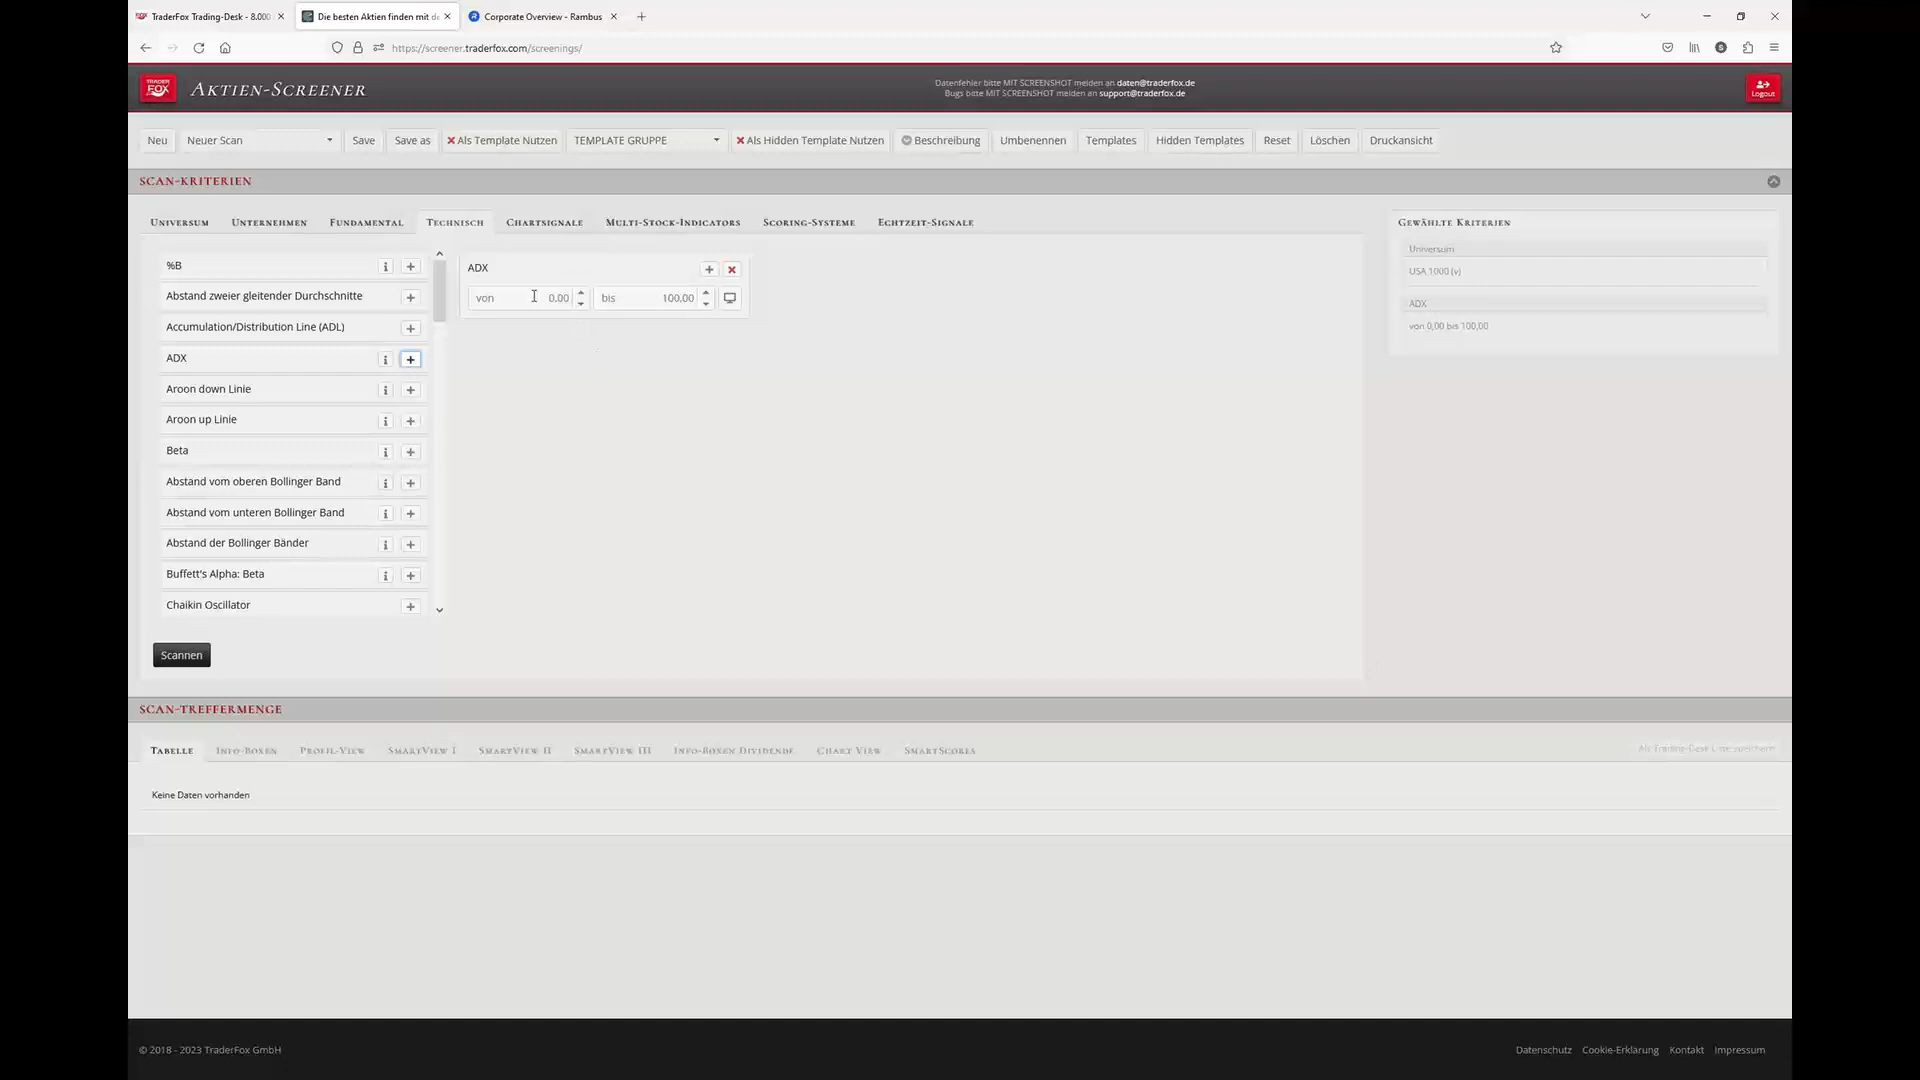 TraderFox Trading-Desk - 8.000
Die besten Aktien finden mit de
Corporate Overview - Rambus
https://screener.traderfox.com/screenings/
TRADER FOX
Aktien-Screener
Datenfehler bitte MIT SCREENSHOT melden an daten@traderfox.de
Bugs bitte MIT SCREENSHOT melden an support@traderfox.de
Logout
Neu
Neuer Scan
Save
Save as
Als Template Nutzen
TEMPLATE GRUPPE
Als Hidden Template Nutzen
Beschreibung
Umbenennen
Templates
Hidden Templates
Reset
Löschen
Druckansicht
Scan-Kriterien
Universum
Unternehmen
Fundamental
Technisch
Chartsignale
Multi-Stock-Indicators
Scoring-Systeme
Echtzeit-Signale
%B
Abstand zweier gleitender Durchschnitte
Accumulation/Distribution Line (ADL)
ADX
Aroon down Linie
Aroon up Linie
Beta
Abstand vom oberen Bollinger Band
Abstand vom unteren Bollinger Band
Abstand der Bollinger Bänder
Buffett's Alpha: Beta
Chaikin Oscillator
ADX
von 0,00
bis 100,00
Gewählte Kriterien
Universum
USA 1000 (v)
ADX
von 0,00 bis 100,00
Scannen
Scan-Treffermenge
Tabelle
Info-Boxen
Profil-View
SmartView I
SmartView II
SmartView III
Info-Boxen Dividende
Chart View
SmartScores
Als Trading-Desk Liste speichern
Keine Daten vorhanden
© 2018 - 2023 TraderFox GmbH
Datenschutz
Cookie-Erklärung
Kontakt
Impressum